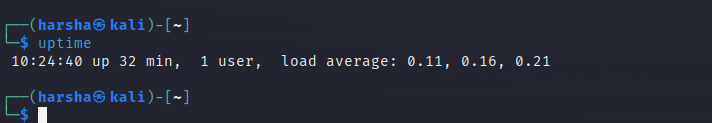 ┌──(harsha㉿kali)-[~]
└─$ uptime
 10:24:40 up 32 min,  1 user,  load average: 0.11, 0.16, 0.21
┌──(harsha㉿kali)-[~]
└─$